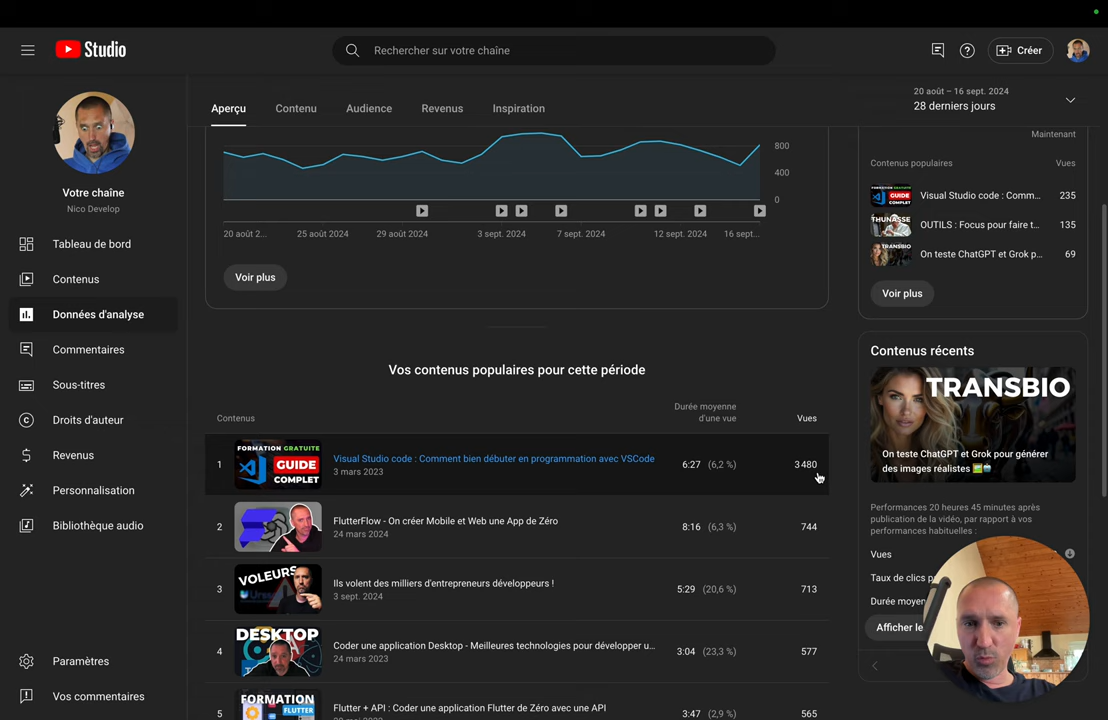 Studio
Rechercher sur votre chaîne
Créer
Votre chaîne
Nico Develop
Tableau de bord
Contenus
Données d'analyse
Commentaires
Sous-titres
Droits d'auteur
Revenus
Personnalisation
Bibliothèque audio
Paramètres
Vos commentaires
Aperçu
Contenu
Audience
Revenus
Inspiration
20 août – 16 sept. 2024
28 derniers jours
800
400
0
20 août 2...
25 août 2024
29 août 2024
3 sept. 2024
7 sept. 2024
12 sept. 2024
16 sept...
Voir plus
Vos contenus populaires pour cette période
Contenus
Durée moyenne
d'une vue
Vues
1
FORMATION GRATUITE
GUIDE
COMPLET
Visual Studio code : Comment bien débuter en programmation avec VSCode
3 mars 2023
6:27 (6,2 %)
3 480
2
FlutterFlow - On créer Mobile et Web une App de Zéro
24 mars 2024
8:16 (6,3 %)
744
3
VOLEURS
Ils volent des milliers d'entrepreneurs développeurs !
3 sept. 2024
5:29 (20,6 %)
713
4
DESKTOP
Coder une application Desktop - Meilleures technologies pour développer u...
24 mars 2023
3:04 (23,3 %)
577
5
FORMATION
FLUTTER
Flutter + API : Coder une application Flutter de Zéro avec une API
3:47 (2,9 %)
565
Maintenant
Contenus populaires
Vues
GUIDE
COMPLET
Visual Studio code : Comm...
235
THUNASSE
OUTILS : Focus pour faire t...
135
TRANSBIO
On teste ChatGPT et Grok p...
69
Voir plus
Contenus récents
TRANSBIO
On teste ChatGPT et Grok pour générer
des images réalistes
Performances 20 heures 45 minutes après
publication de la vidéo, par rapport à vos
performances habituelles :
Vues
Taux de clics p
Durée moyen
Afficher le